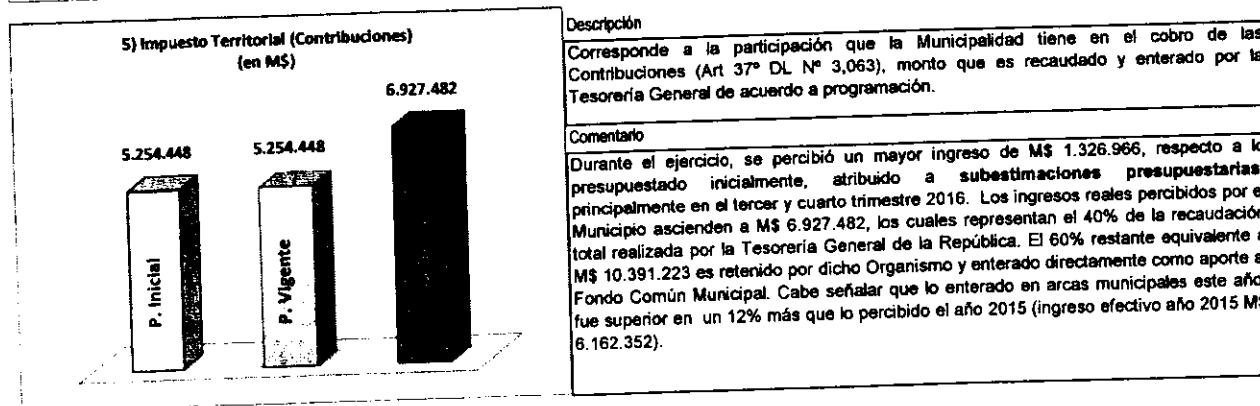 5) Impuesto Territorial (Contribuciones)
(en M$)
5.254.448
5.254.448
6.927.482
P. Inicial
P. Vigente
Descripción
Corresponde a la participación que la Municipalidad tiene en el cobro de las
Contribuciones (Art 37º DL Nº 3,063), monto que es recaudado y enterado por la
Tesorería General de acuerdo a programación.
Comentario
Durante el ejercicio, se percibió un mayor ingreso de M$ 1.326.966, respecto a lo
presupuestado inicialmente, atribuido a subestimaciones presupuestarias
principalmente en el tercer y cuarto trimestre 2016. Los ingresos reales percibidos por el
Municipio ascienden a M$ 6.927.482, los cuales representan el 40% de la recaudación
total realizada por la Tesorería General de la República. El 60% restante equivalente a
M$ 10.391.223 es retenido por dicho Organismo y enterado directamente como aporte a
Fondo Común Municipal. Cabe señalar que lo enterado en arcas municipales este año
fue superior en un 12% más que lo percibido el año 2015 (ingreso efectivo año 2015 M$
6.162.352).